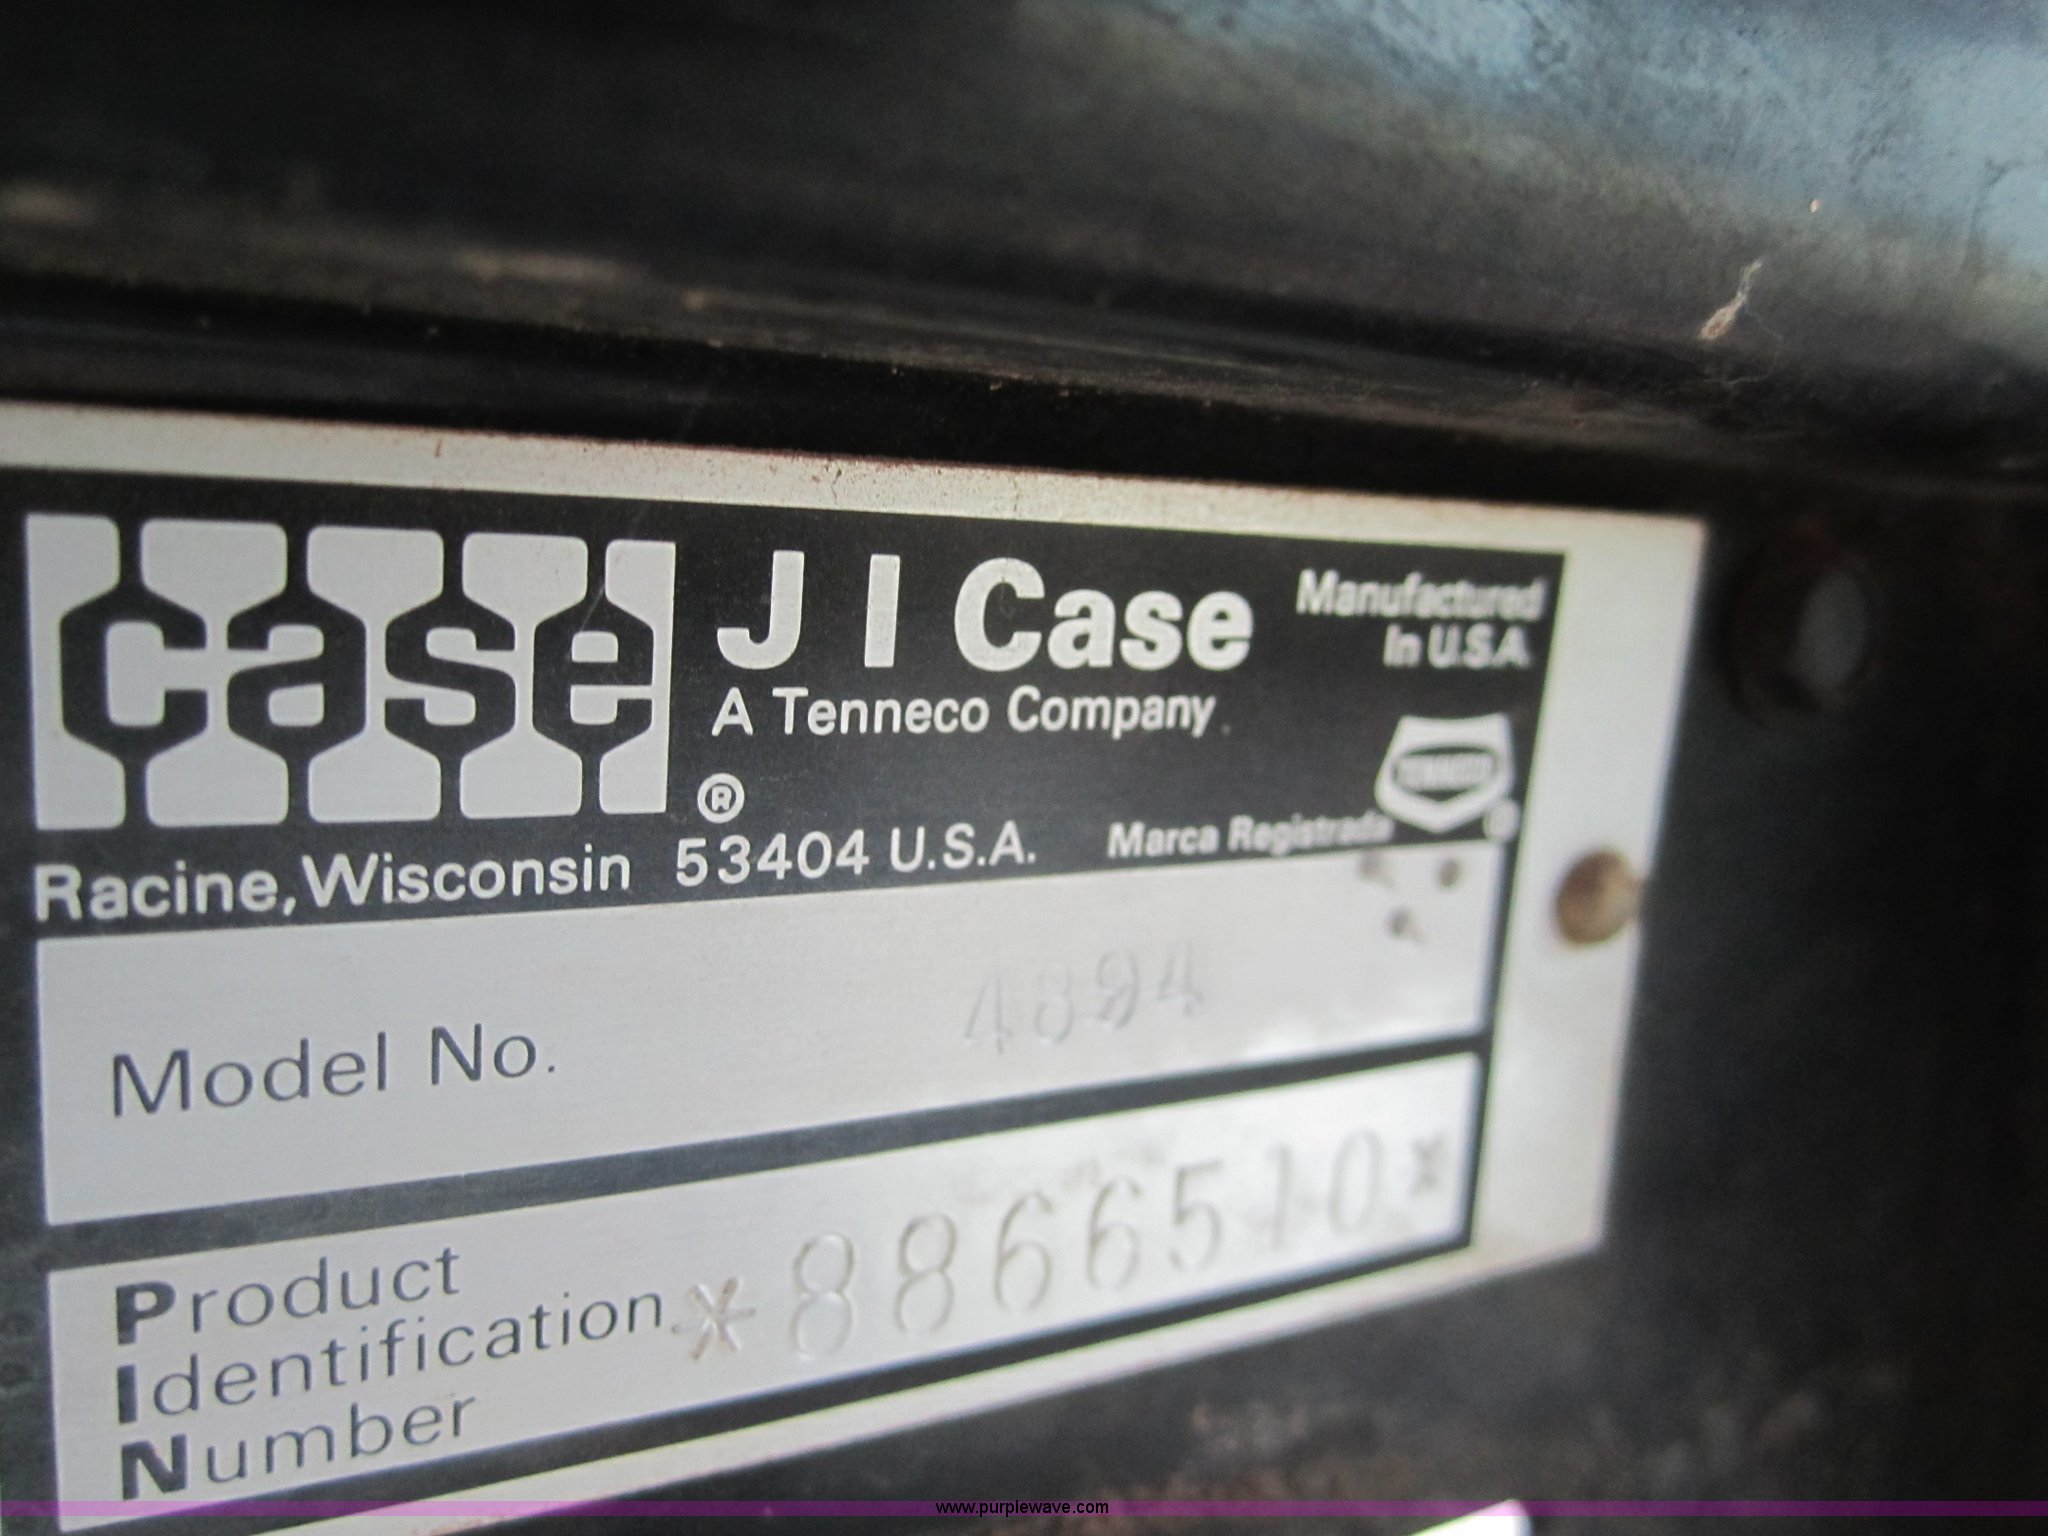 case
J I Case
Manufactured
In U.S.A.
A Tenneco Company
TENNECO
®
Marca Registrada
Racine, Wisconsin 53404 U.S.A.
Model No. 4894
Product
Identification
Number
*8866510*
www.purplewave.com